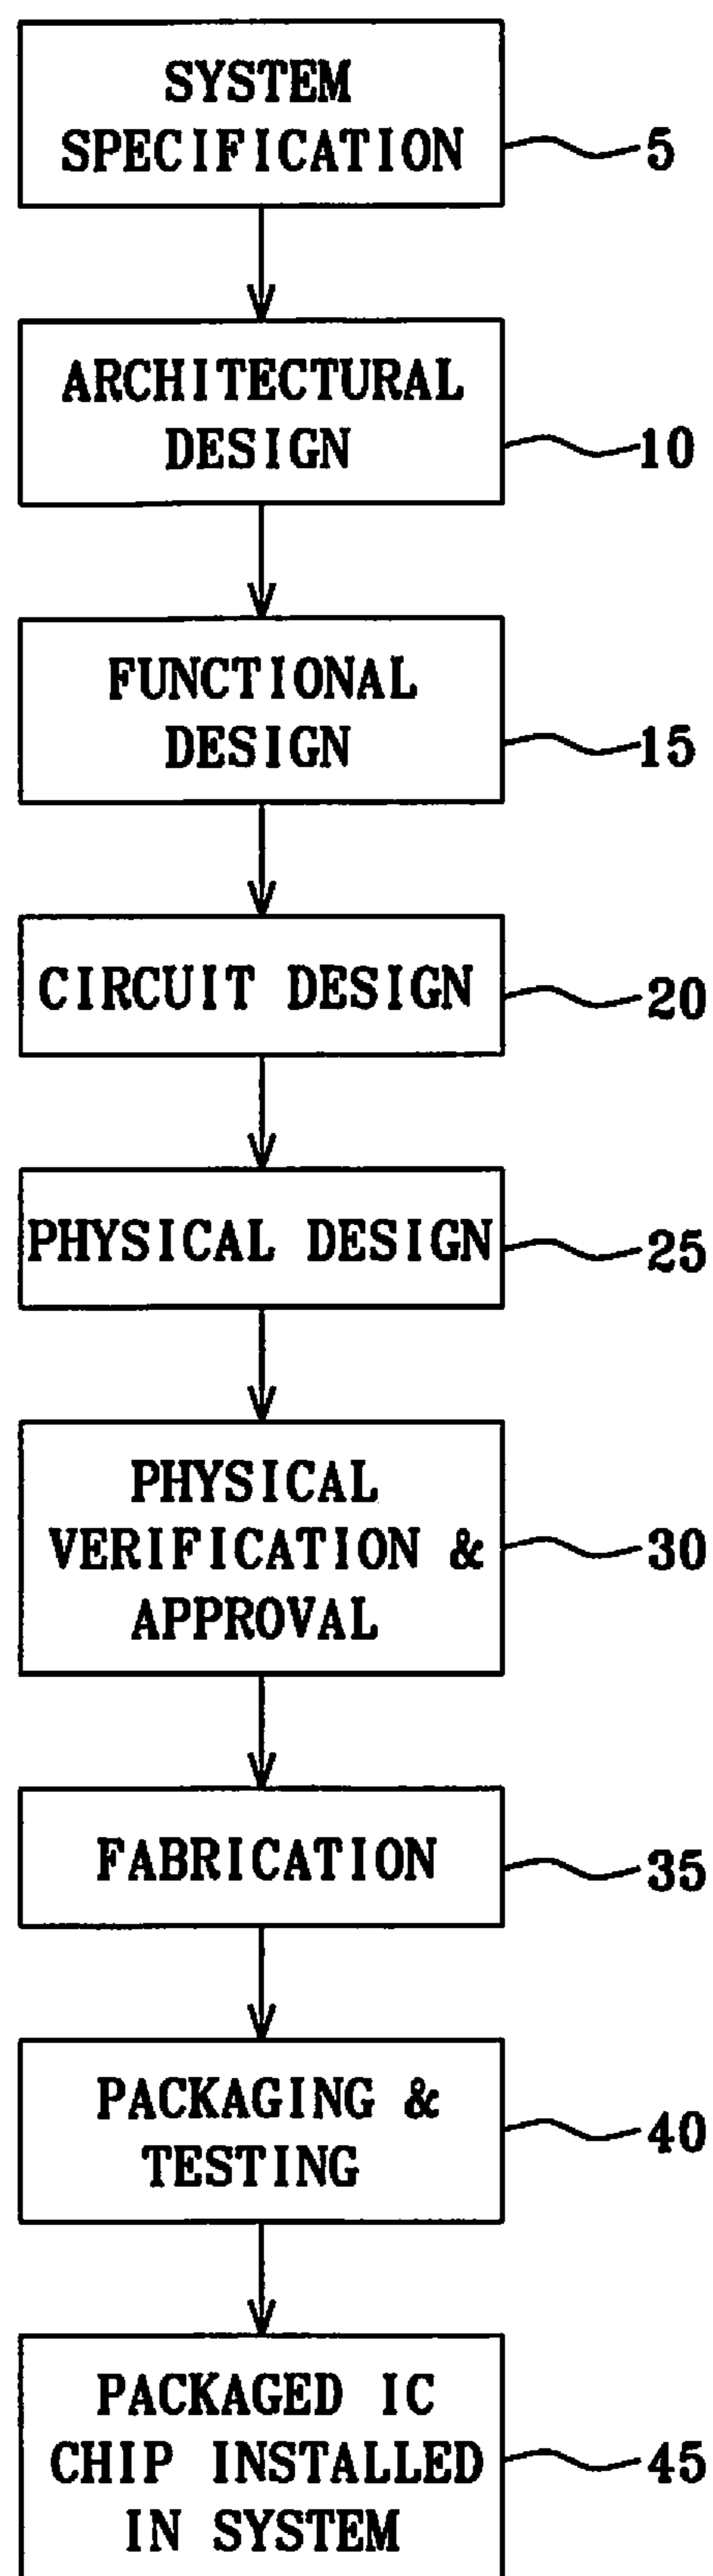 SYSTEM
SPECIFICATION
5
ARCHITECTURAL
DESIGN
10
FUNCTIONAL
DESIGN
15
CIRCUIT DESIGN
20
PHYSICAL DESIGN
25
PHYSICAL
VERIFICATION &
APPROVAL
30
FABRICATION
35
PACKAGING &
TESTING
40
PACKAGED IC
CHIP INSTALLED
IN SYSTEM
45